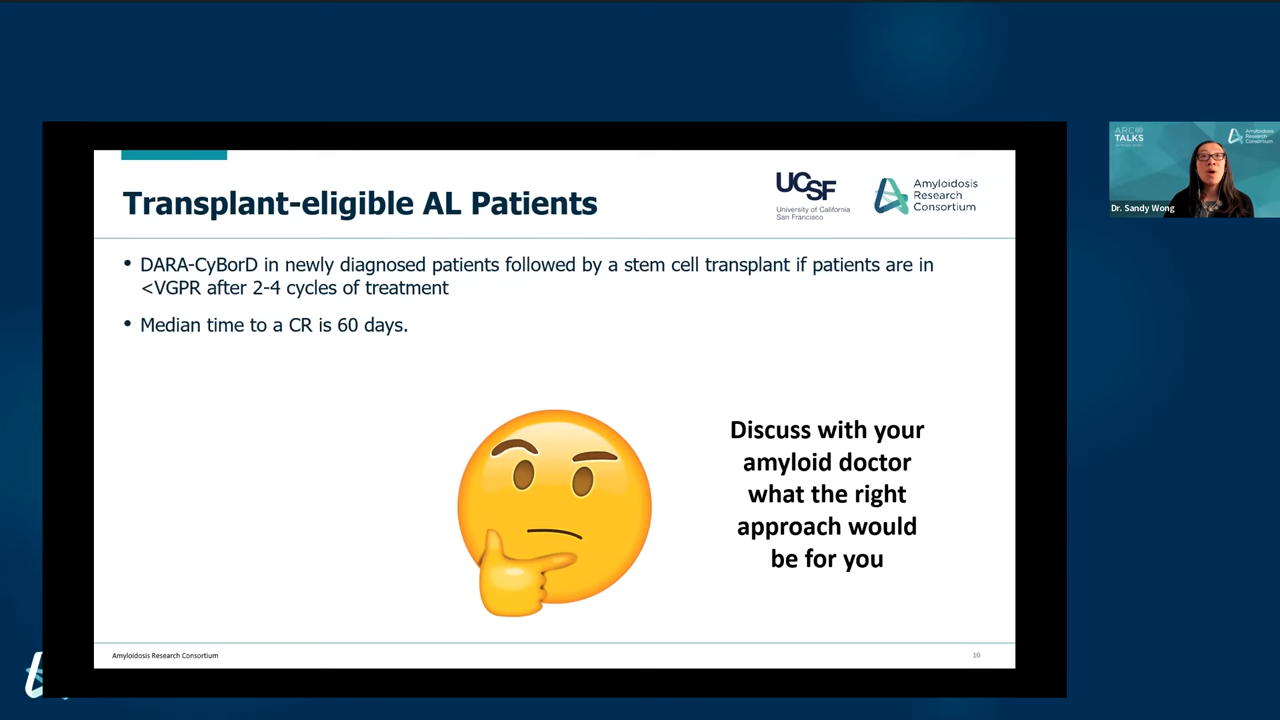 Transplant-eligible AL Patients
UCSF
University of California
San Francisco
Amyloidosis
Research
Consortium
• DARA-CyBorD in newly diagnosed patients followed by a stem cell transplant if patients are in
<VGPR after 2-4 cycles of treatment
• Median time to a CR is 60 days.
Discuss with your
amyloid doctor
what the right
approach would
be for you
Amyloidosis Research Consortium
10
ARC
TALKS
Amyloidosis
Research
Consortium
Dr. Sandy Wong